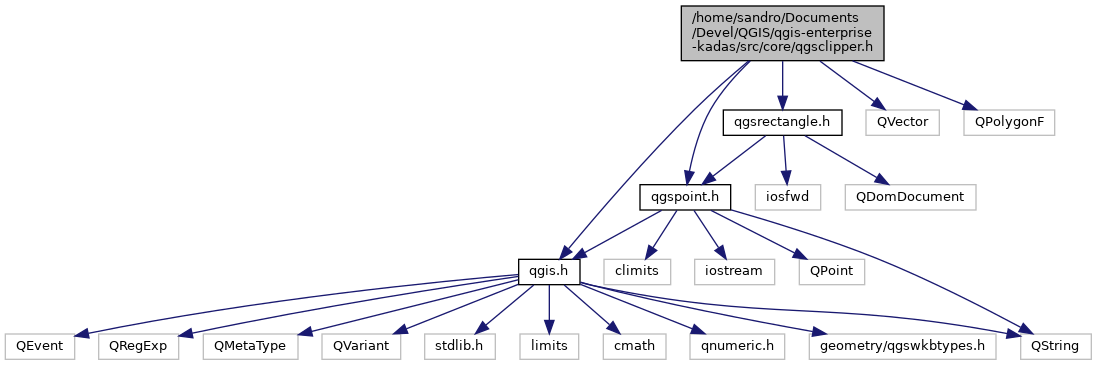 /home/sandro/Documents
/Devel/QGIS/qgis-enterprise
-kadas/src/core/qgsclipper.h
qgsrectangle.h
QVector
QPolygonF
qgspoint.h
iosfwd
QDomDocument
qgis.h
climits
iostream
QPoint
QEvent
QRegExp
QMetaType
QVariant
stdlib.h
limits
cmath
qnumeric.h
geometry/qgswkbtypes.h
QString